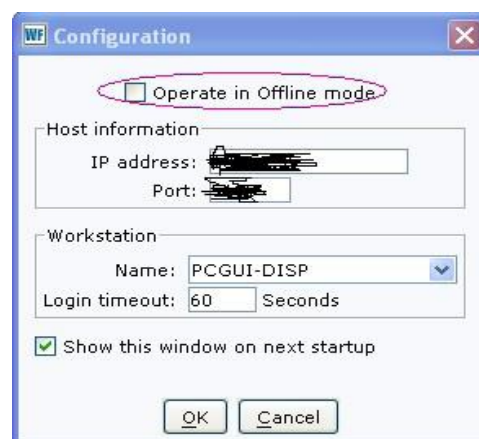 WF Configuration
Operate in Offline mode
Host information
IP address:
Port:
Workstation
Name: PCGUI-DISP
Login timeout: 60 Seconds
Show this window on next startup
OK Cancel